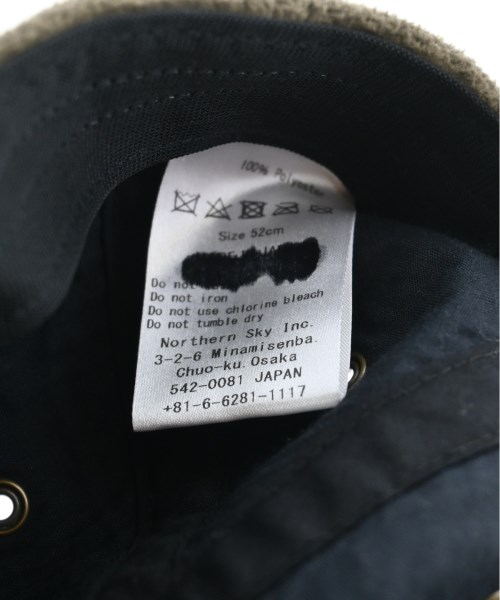 100% Polyester
Size 52cm
Do not
Do not iron
Do not use chlorine bleach
Do not tumble dry
Northern Sky Inc.
3-2-6 Minamisenba.
Chuo-ku.Osaka
542-0081 JAPAN
+81-6-6281-1117